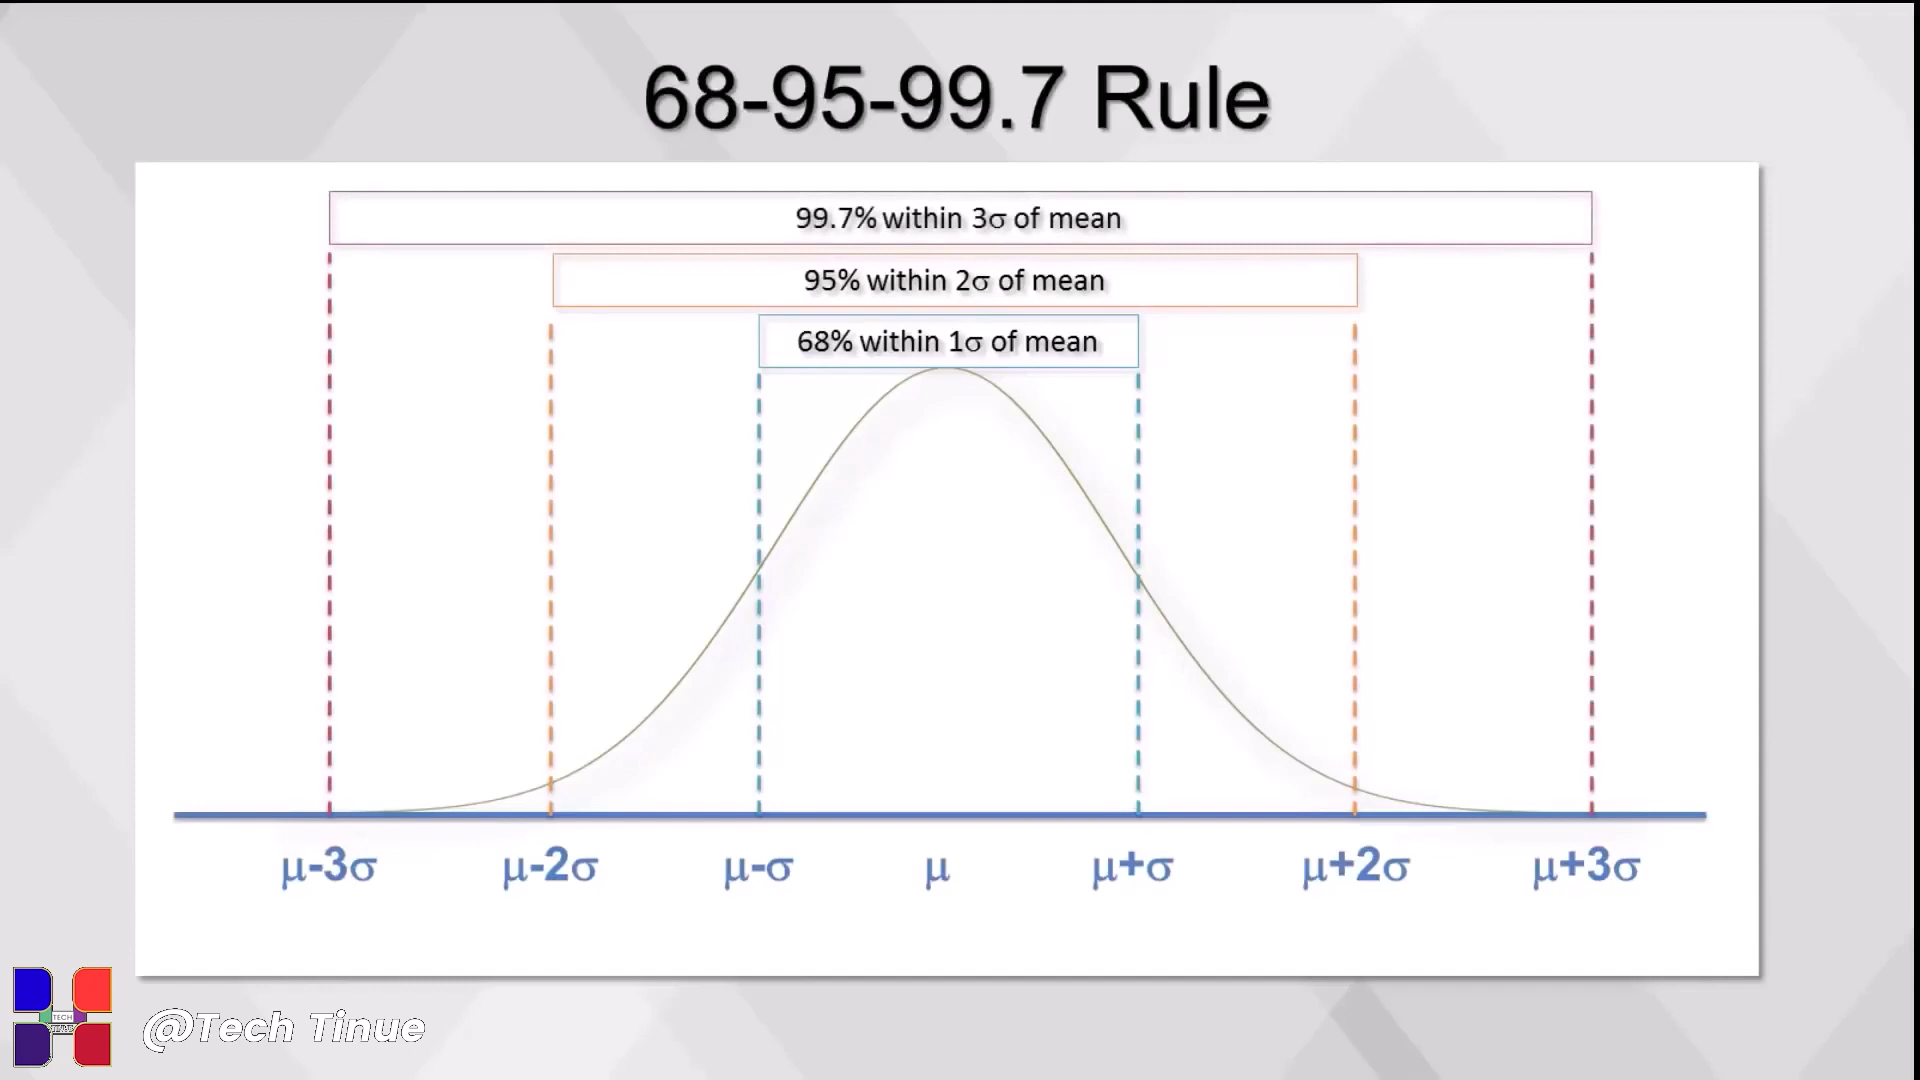 68-95-99.7 Rule
99.7% within 3σ of mean
95% within 2σ of mean
68% within 1σ of mean
μ-3σ μ-2σ μ-σ μ μ+σ μ+2σ μ+3σ
TECH
@Tech Tinue